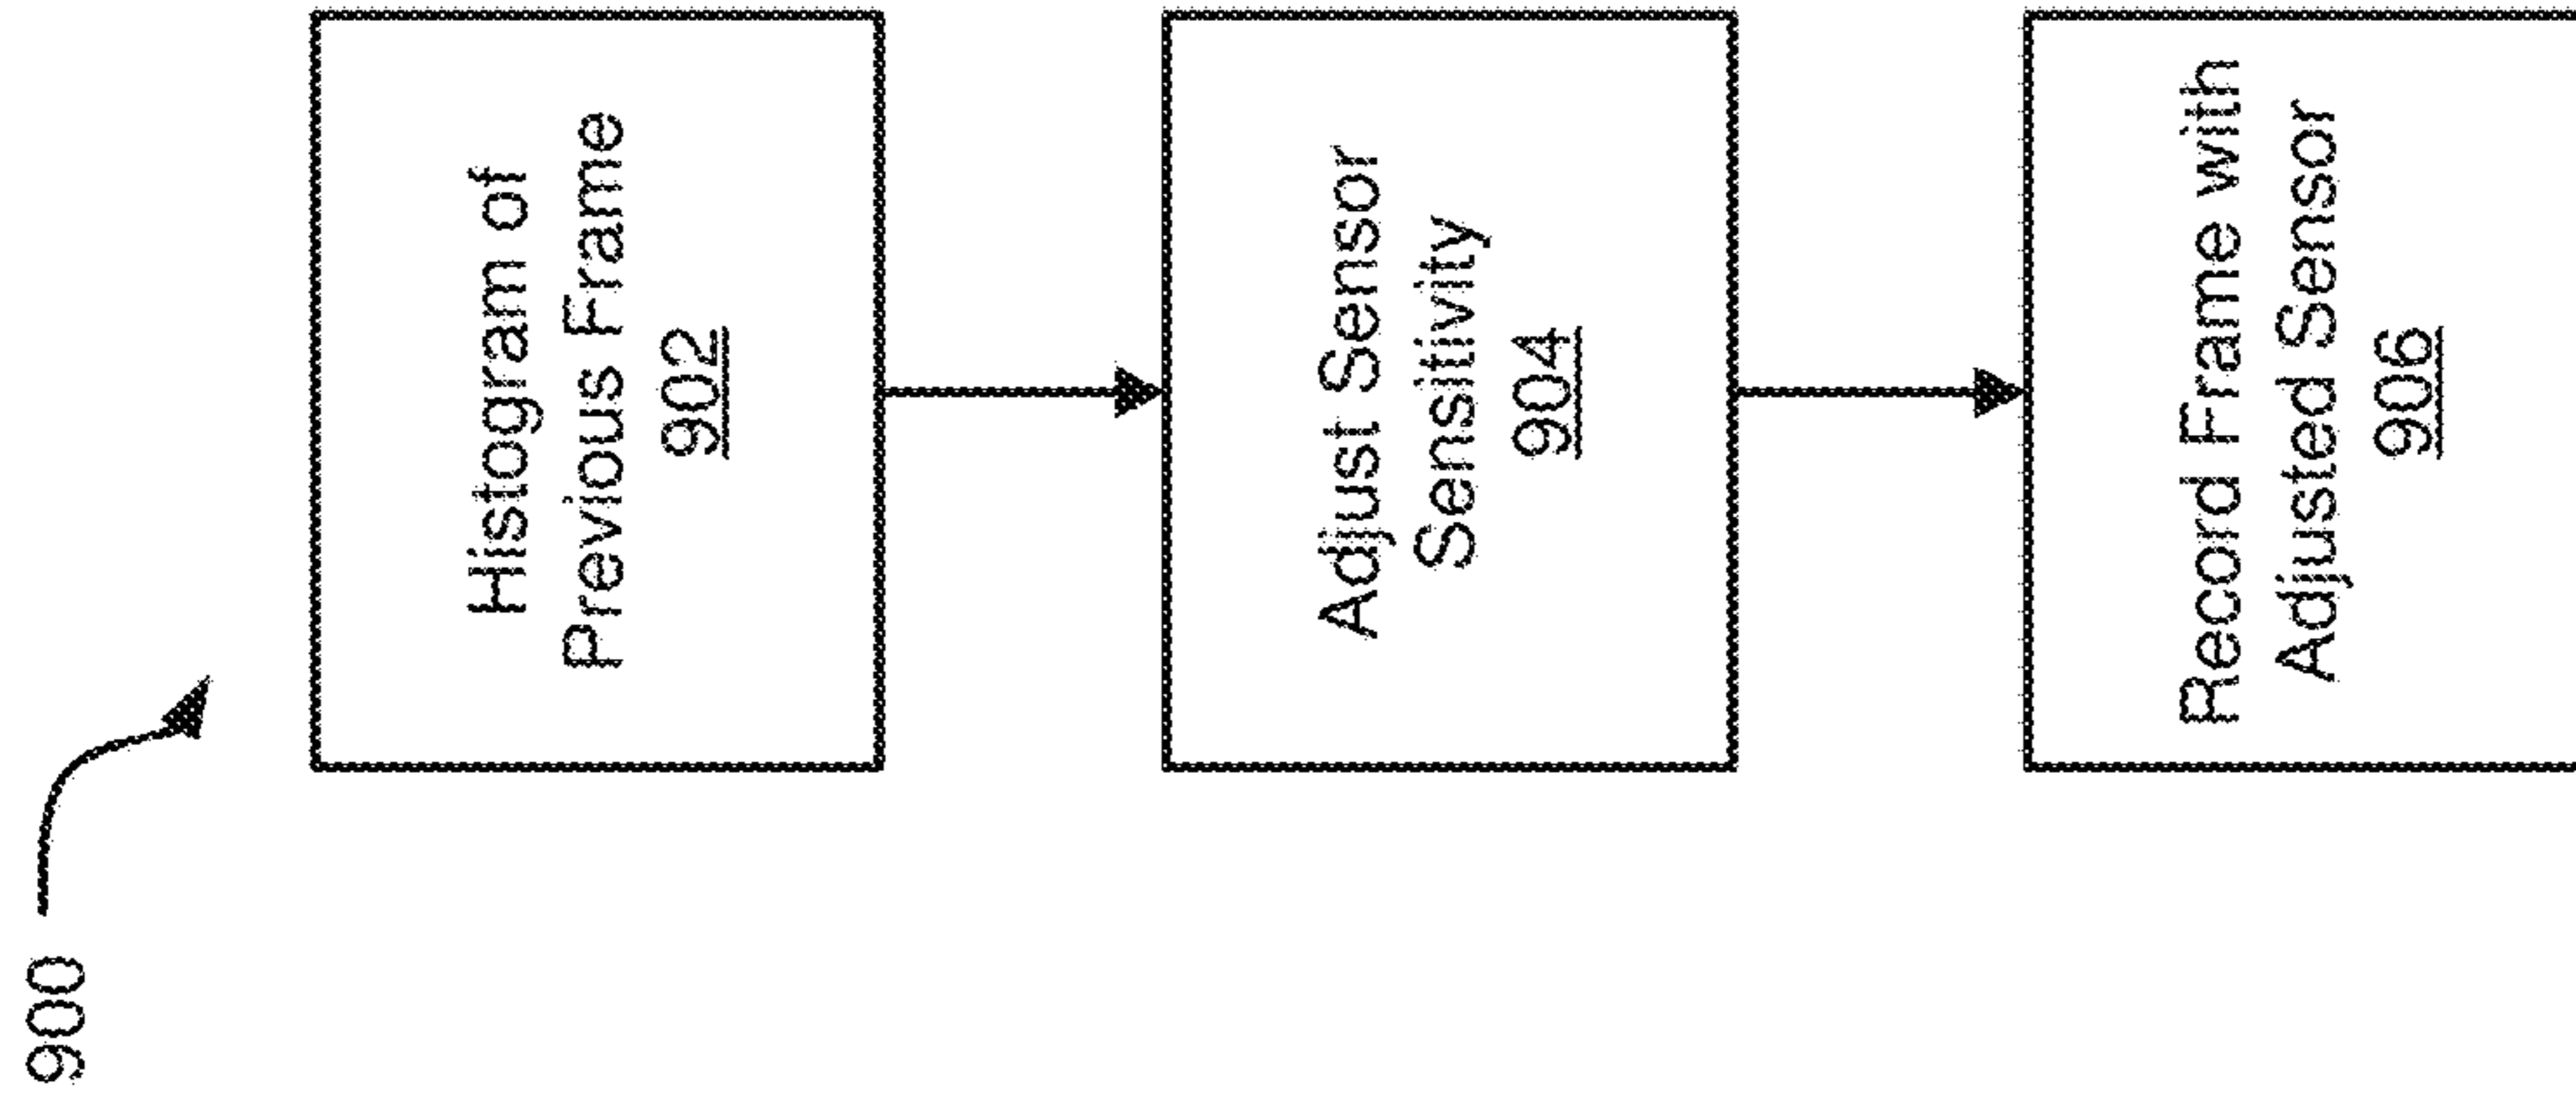 900
Histogram of
Previous Frame
902
Adjust Sensor
Sensitivity
904
Record Frame with
Adjusted Sensor
906